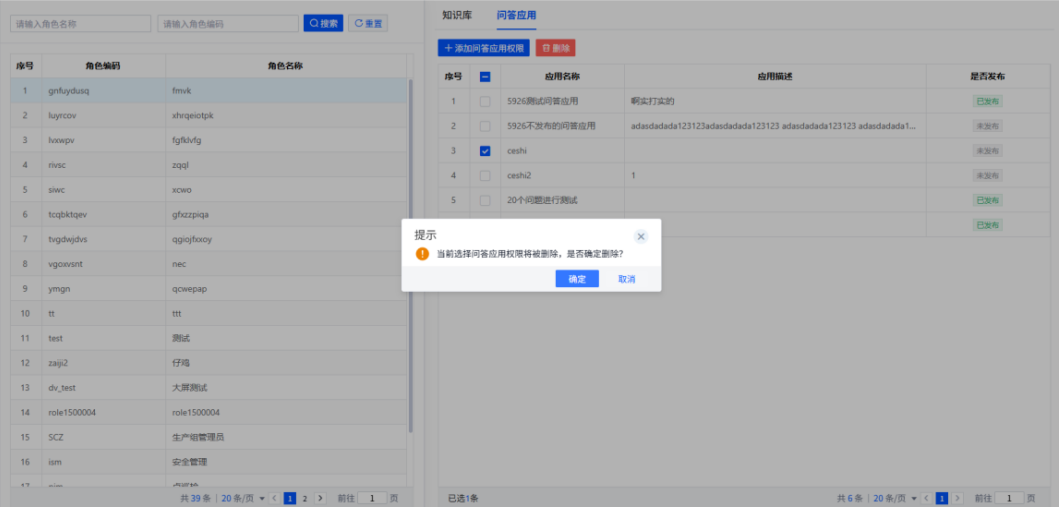 请输入角色名称 请输入角色编码 搜索 重置
序号 角色编码 角色名称
1 gnfuydusq fmvk
2 luyrcov xhrqeiotpk
3 lvxwpv fgfklvfg
4 rivsc zqql
5 siwc xcwo
6 tcqbktqev gfxzzpiqa
7 tvgdwjdvs qgiojfxxoy
8 vgoxvsnt nec
9 ymgn qcwepap
10 tt ttt
11 test 测试
12 zaiji2 仔鸡
13 dv_test 大屏测试
14 role1500004 role1500004
15 SCZ 生产组管理员
16 ism 安全管理
17
共 39 条 20 条/页 1 2 前往 1 页
知识库 问答应用
添加问答应用权限 删除
序号 应用名称 应用描述 是否发布
1 5926测试问答应用 啊实打实的 已发布
2 5926不发布的问答应用 adasdadada123123adasdadada123123 adasdadada123123 adasdadada1... 未发布
3 ceshi 未发布
4 ceshi2 1 未发布
5 20个问题进行测试 已发布
已发布
提示
当前选择问答应用权限将被删除，是否确定删除?
确定 取消
已选1条 共 6 条 20 条/页 1 前往 1 页